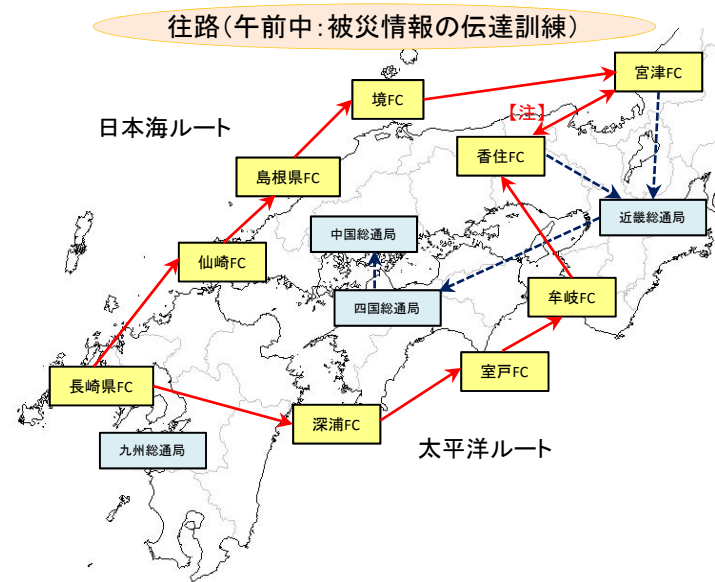 往路(午前中:被災情報の伝達訓練)
宮津FC
境FC
日本海ルート
【注】
香住FC
島根県FC
近畿総通局
中国総通局
仙崎FC
牟岐FC
四国総通局
室戸FC
長崎県FC
深浦FC
太平洋ルート
九州総通局